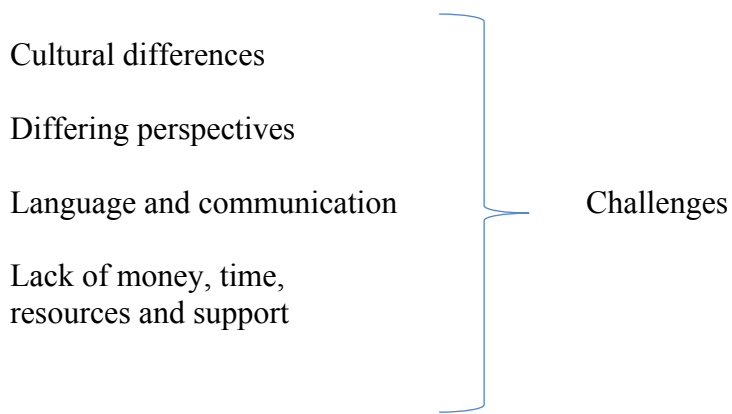 Cultural differences
Differing perspectives
Language and communication
Challenges
Lack of money, time,
resources and support